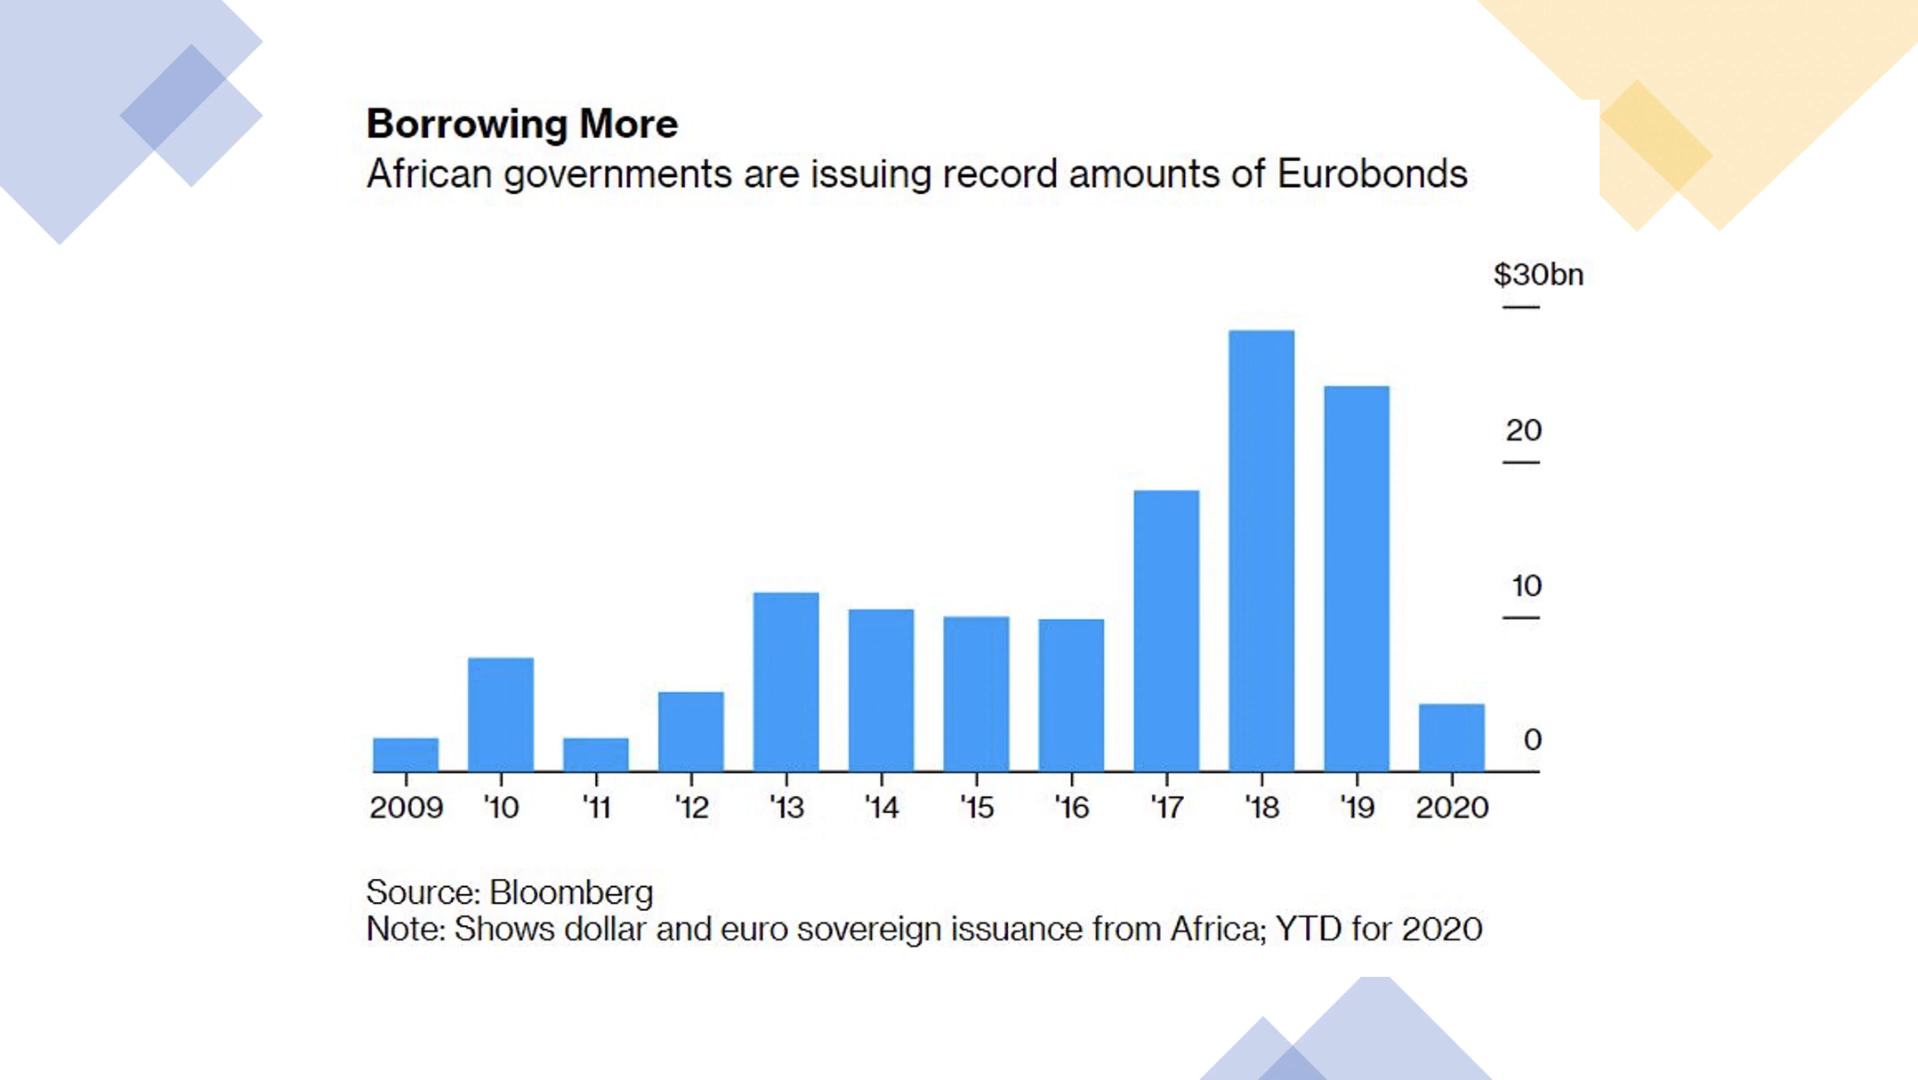 Borrowing More
African governments are issuing record amounts of Eurobonds
$30bn
20
10
0
2009 '10 '11 '12 '13 '14 '15 '16 '17 '18 '19 2020
Source: Bloomberg
Note: Shows dollar and euro sovereign issuance from Africa; YTD for 2020